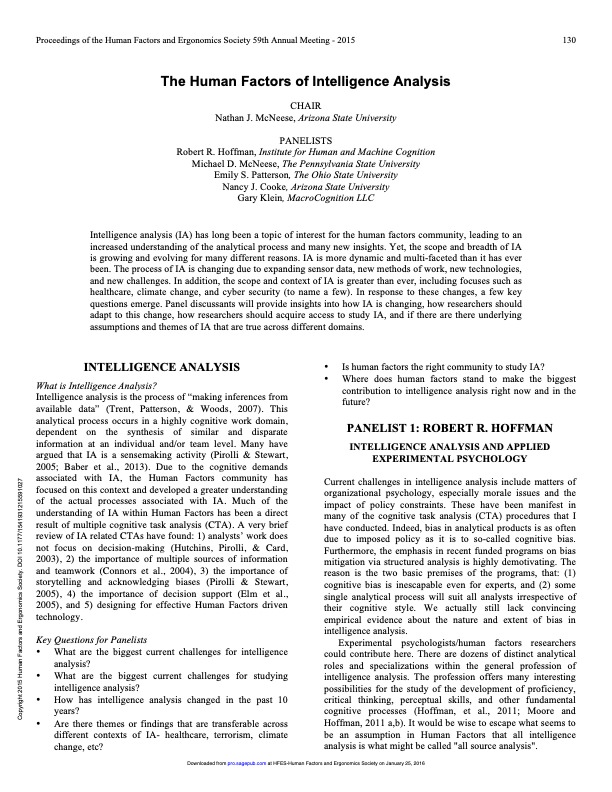 Proceedings of the Human Factors and Ergonomics Society 59th Annual Meeting - 2015
130
The Human Factors of Intelligence Analysis
CHAIR
Nathan J. McNeese, Arizona State University
PANELISTS
Robert R. Hoffman, Institute for Human and Machine Cognition
Michael D. McNeese, The Pennsylvania State University
Emily S. Patterson, The Ohio State University
Nancy J. Cooke, Arizona State University
Gary Klein, MacroCognition LLC
Intelligence analysis (IA) has long been a topic of interest for the human factors community, leading to an
increased understanding of the analytical process and many new insights. Yet, the scope and breadth of IA
is growing and evolving for many different reasons. IA is more dynamic and multi-faceted than it has ever
been. The process of IA is changing due to expanding sensor data, new methods of work, new technologies,
and new challenges. In addition, the scope and context of IA is greater than ever, including focuses such as
healthcare, climate change, and cyber security (to name a few). In response to these changes, a few key
questions emerge. Panel discussants will provide insights into how IA is changing, how researchers should
adapt to this change, how researchers should acquire access to study IA, and if there are there underlying
assumptions and themes of IA that are true across different domains.
INTELLIGENCE ANALYSIS
What is Intelligence Analysis?
Intelligence analysis is the process of “making inferences from
available data” (Trent, Patterson, & Woods, 2007). This
analytical process occurs in a highly cognitive work domain,
dependent on the synthesis of similar and disparate
information at an individual and/or team level. Many have
argued that IA is a sensemaking activity (Pirolli & Stewart,
2005; Baber et al., 2013). Due to the cognitive demands
associated with IA, the Human Factors community has
focused on this context and developed a greater understanding
of the actual processes associated with IA. Much of the
understanding of IA within Human Factors has been a direct
result of multiple cognitive task analysis (CTA). A very brief
review of IA related CTAs have found: 1) analysts’ work does
not focus on decision-making (Hutchins, Pirolli, & Card,
2003), 2) the importance of multiple sources of information
and teamwork (Connors et al., 2004), 3) the importance of
storytelling and acknowledging biases (Pirolli & Stewart,
2005), 4) the importance of decision support (Elm et al.,
2005), and 5) designing for effective Human Factors driven
technology.
Key Questions for Panelists
• What are the biggest current challenges for intelligence
analysis?
• What are the biggest current challenges for studying
intelligence analysis?
• How has intelligence analysis changed in the past 10
years?
• Are there themes or findings that are transferable across
different contexts of IA- healthcare, terrorism, climate
change, etc?
• Is human factors the right community to study IA?
• Where does human factors stand to make the biggest
contribution to intelligence analysis right now and in the
future?
PANELIST 1: ROBERT R. HOFFMAN
INTELLIGENCE ANALYSIS AND APPLIED
EXPERIMENTAL PSYCHOLOGY
Current challenges in intelligence analysis include matters of
organizational psychology, especially morale issues and the
impact of policy constraints. These have been manifest in
many of the cognitive task analysis (CTA) procedures that I
have conducted. Indeed, bias in analytical products is as often
due to imposed policy as it is to so-called cognitive bias.
Furthermore, the emphasis in recent funded programs on bias
mitigation via structured analysis is highly demotivating. The
reason is the two basic premises of the programs, that: (1)
cognitive bias is inescapable even for experts, and (2) some
single analytical process will suit all analysts irrespective of
their cognitive style. We actually still lack convincing
empirical evidence about the nature and extent of bias in
intelligence analysis.
Experimental psychologists/human factors researchers
could contribute here. There are dozens of distinct analytical
roles and specializations within the general profession of
intelligence analysis. The profession offers many interesting
possibilities for the study of the development of proficiency,
critical thinking, perceptual skills, and other fundamental
cognitive processes (Hoffman, et al., 2011; Moore and
Hoffman, 2011 a,b). It would be wise to escape what seems to
be an assumption in Human Factors that all intelligence
analysis is what might be called "all source analysis".
Copyright 2015 Human Factors and Ergonomics Society. DOI 10.1177/1541931215591027
Downloaded from pro.sagepub.com at HFES-Human Factors and Ergonomics Society on January 25, 2016